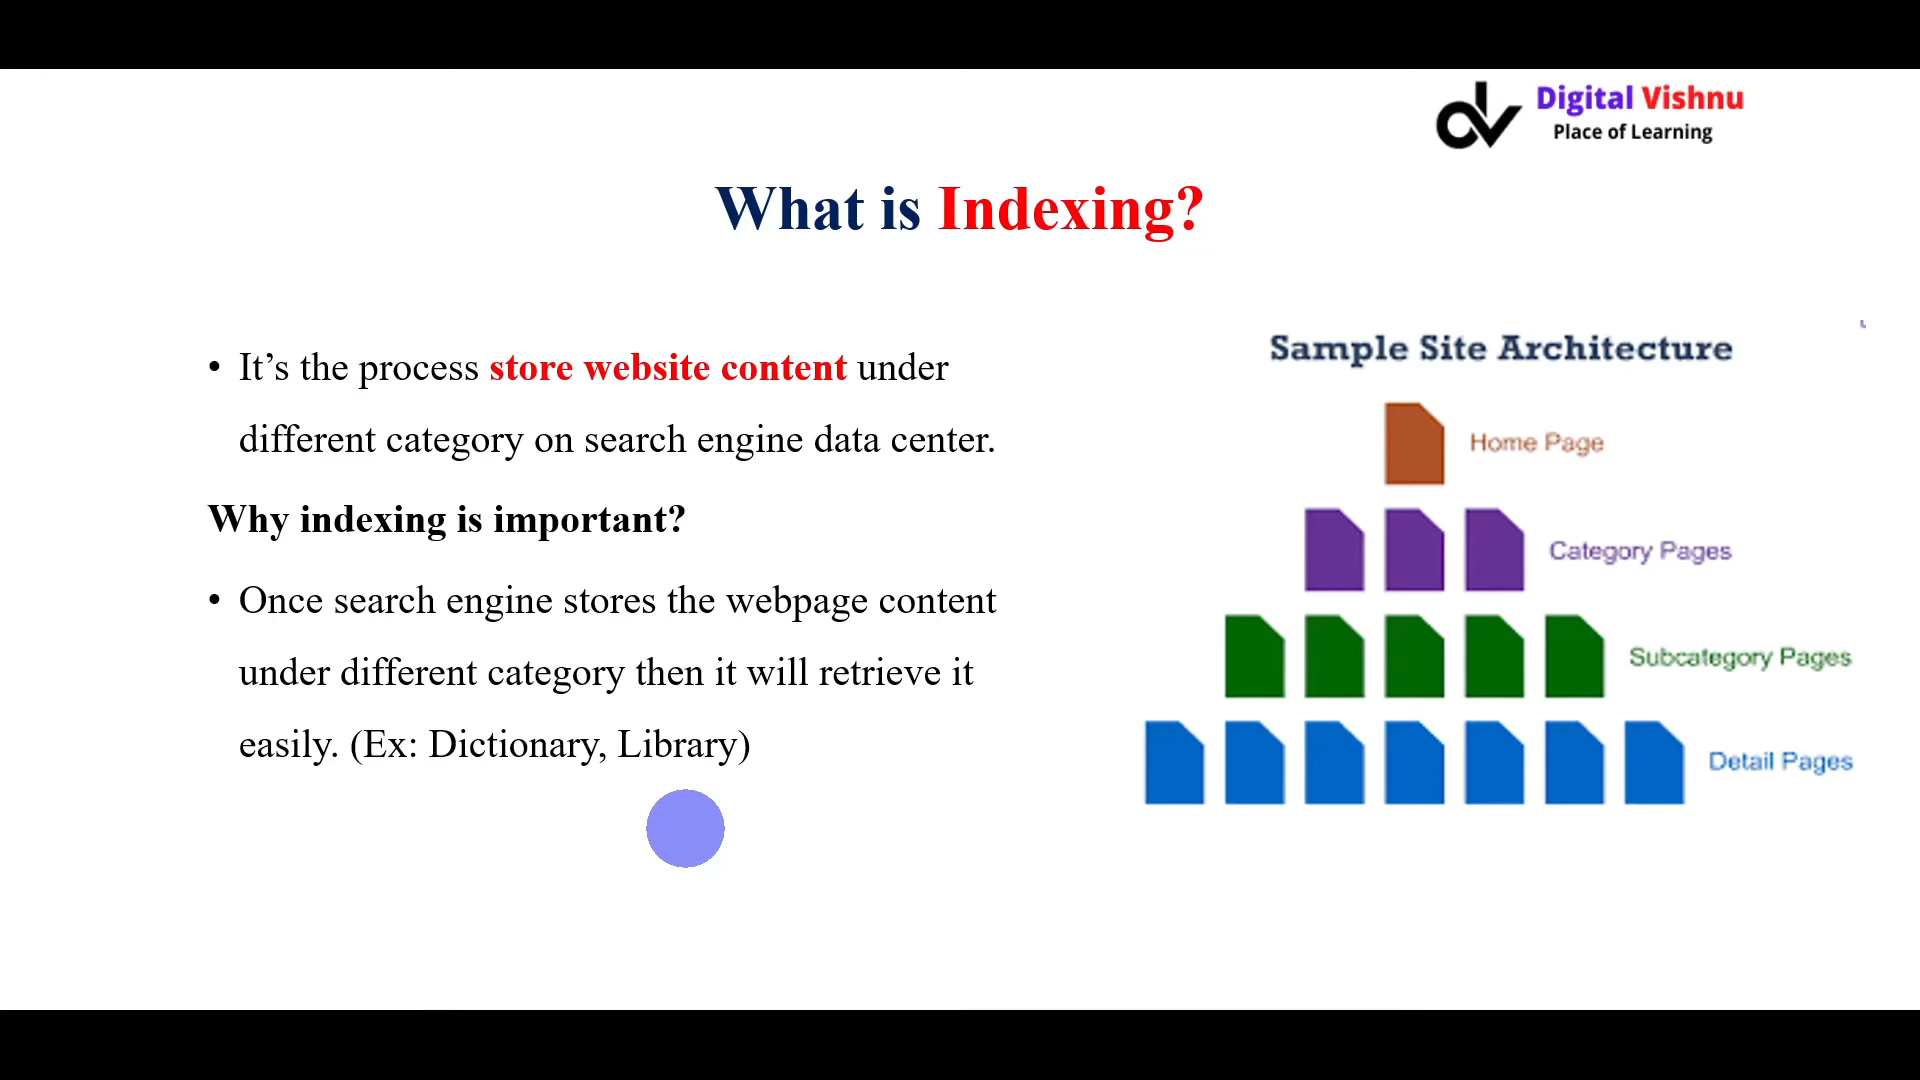 Digital Vishnu
Place of Learning
What is Indexing?
• It’s the process store website content under
different category on search engine data center.
Why indexing is important?
• Once search engine stores the webpage content
under different category then it will retrieve it
easily. (Ex: Dictionary, Library)
Sample Site Architecture
Home Page
Category Pages
Subcategory Pages
Detail Pages